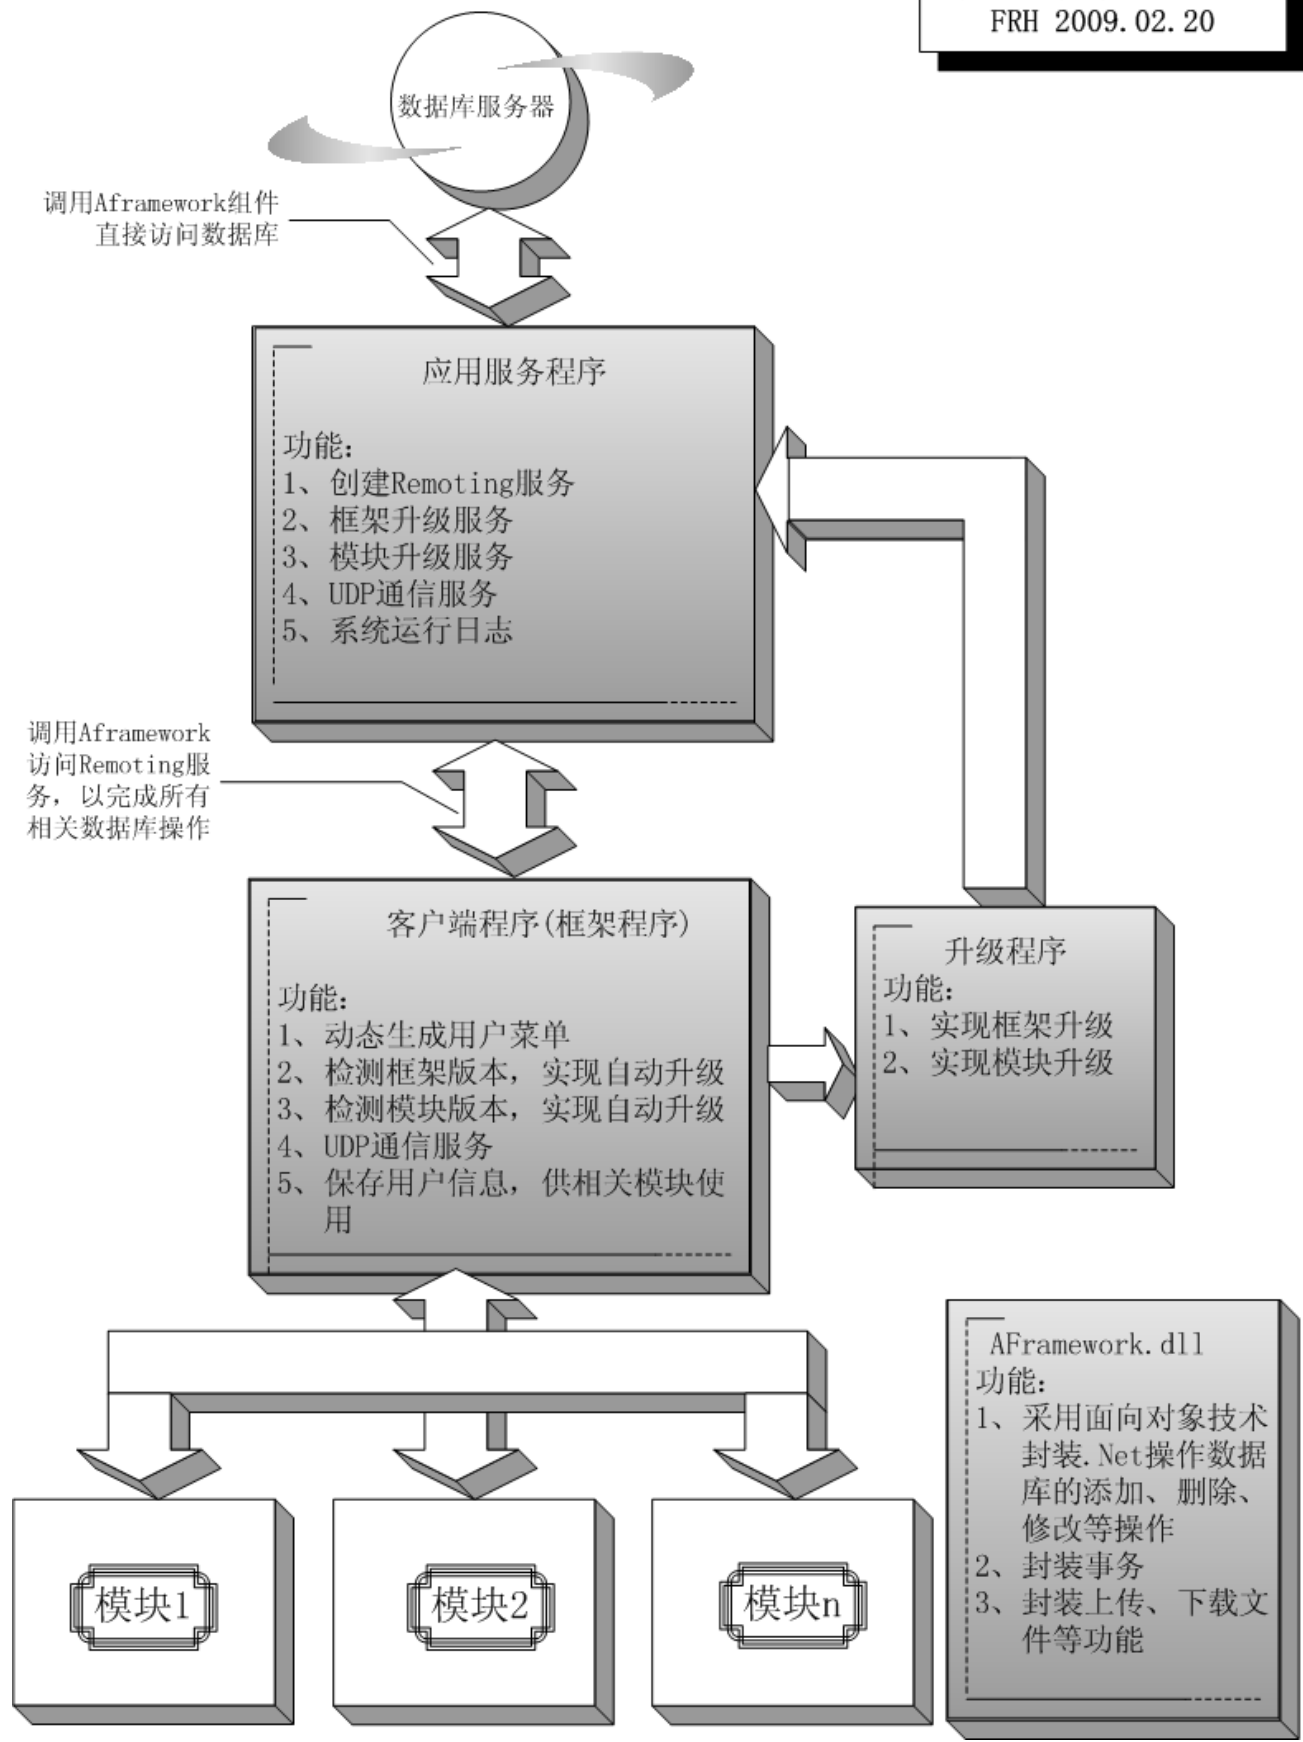 FRH 2009.02.20
数据库服务器
调用Aframework组件
直接访问数据库
应用服务程序
功能：
1、创建Remoting服务
2、框架升级服务
3、模块升级服务
4、UDP通信服务
5、系统运行日志
调用Aframework
访问Remoting服
务，以完成所有
相关数据库操作
客户端程序(框架程序)
功能：
1、动态生成用户菜单
2、检测框架版本，实现自动升级
3、检测模块版本，实现自动升级
4、UDP通信服务
5、保存用户信息，供相关模块使
用
升级程序
功能：
1、实现框架升级
2、实现模块升级
AFramework.dll
功能：
1、采用面向对象技术
封装.Net操作数据
库的添加、删除、
修改等操作
2、封装事务
3、封装上传、下载文
件等功能
模块1
模块2
模块n